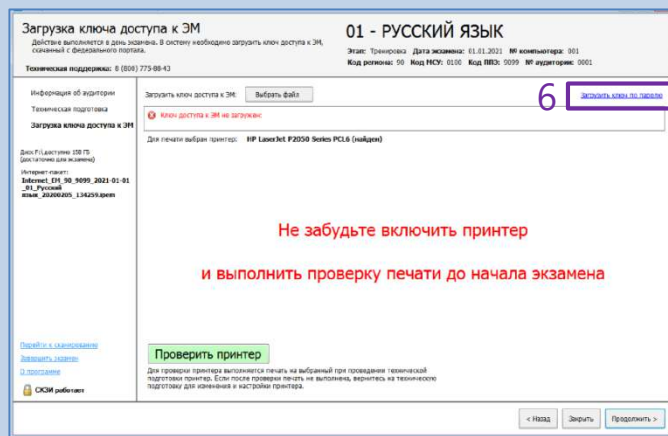 Загрузка ключа доступа к ЭМ
Действие выполняется в день экзамена. В систему необходимо загрузить ключ доступа к ЭМ,
скачанный с федерального портала.
Техническая поддержка: 8 (800) 775-88-43
01 - РУССКИЙ ЯЗЫК
Этап: Тренировка Дата экзамена: 01.01.2021 № компьютера: 001
Код региона: 90 Код МСУ: 0100 Код ППЭ: 9099 № аудитории: 0001
Информация об аудитории
Техническая подготовка
Загрузка ключа доступа к ЭМ
Диск F:\,доступно 150 ГБ
(достаточно для экзамена)
Интернет-пакет:
Internet_EM_90_9099_2021-01-01
_01_Русский
язык_20200205_134259.ipem
Перейти к сканированию
Завершить экзамен
О программе
СКЗИ работает
Загрузить ключ доступа к ЭМ: Выбрать файл
6
Загрузить ключ по паролю
Ключ доступа к ЭМ не загружен:
Для печати выбран принтер: HP LaserJet P2050 Series PCL6 (найден)
Не забудьте включить принтер
и выполнить проверку печати до начала экзамена
Проверить принтер
Для проверки принтера выполняется печать на выбранный при проведении технической
подготовки принтер. Если после проверки печать не выполнена, вернитесь на техническую
подготовку для изменения и настройки принтера.
< Назад Закрыть Продолжить >